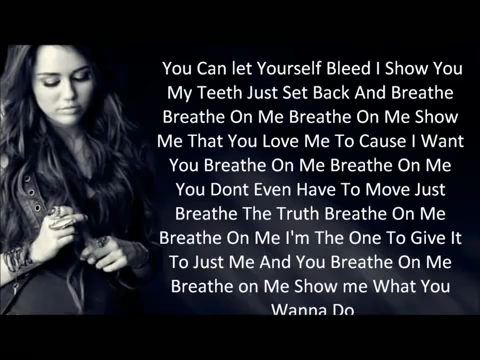 You Can let Yourself Bleed I Show You
My Teeth Just Set Back And Breathe
Breathe On Me Breathe On Me Show
Me That You Love Me To Cause I Want
You Breathe On Me Breathe On Me
You Dont Even Have To Move Just
Breathe The Truth Breathe On Me
Breathe On Me I'm The One To Give It
To Just Me And You Breathe On Me
Breathe on Me Show me What You
Wanna Do